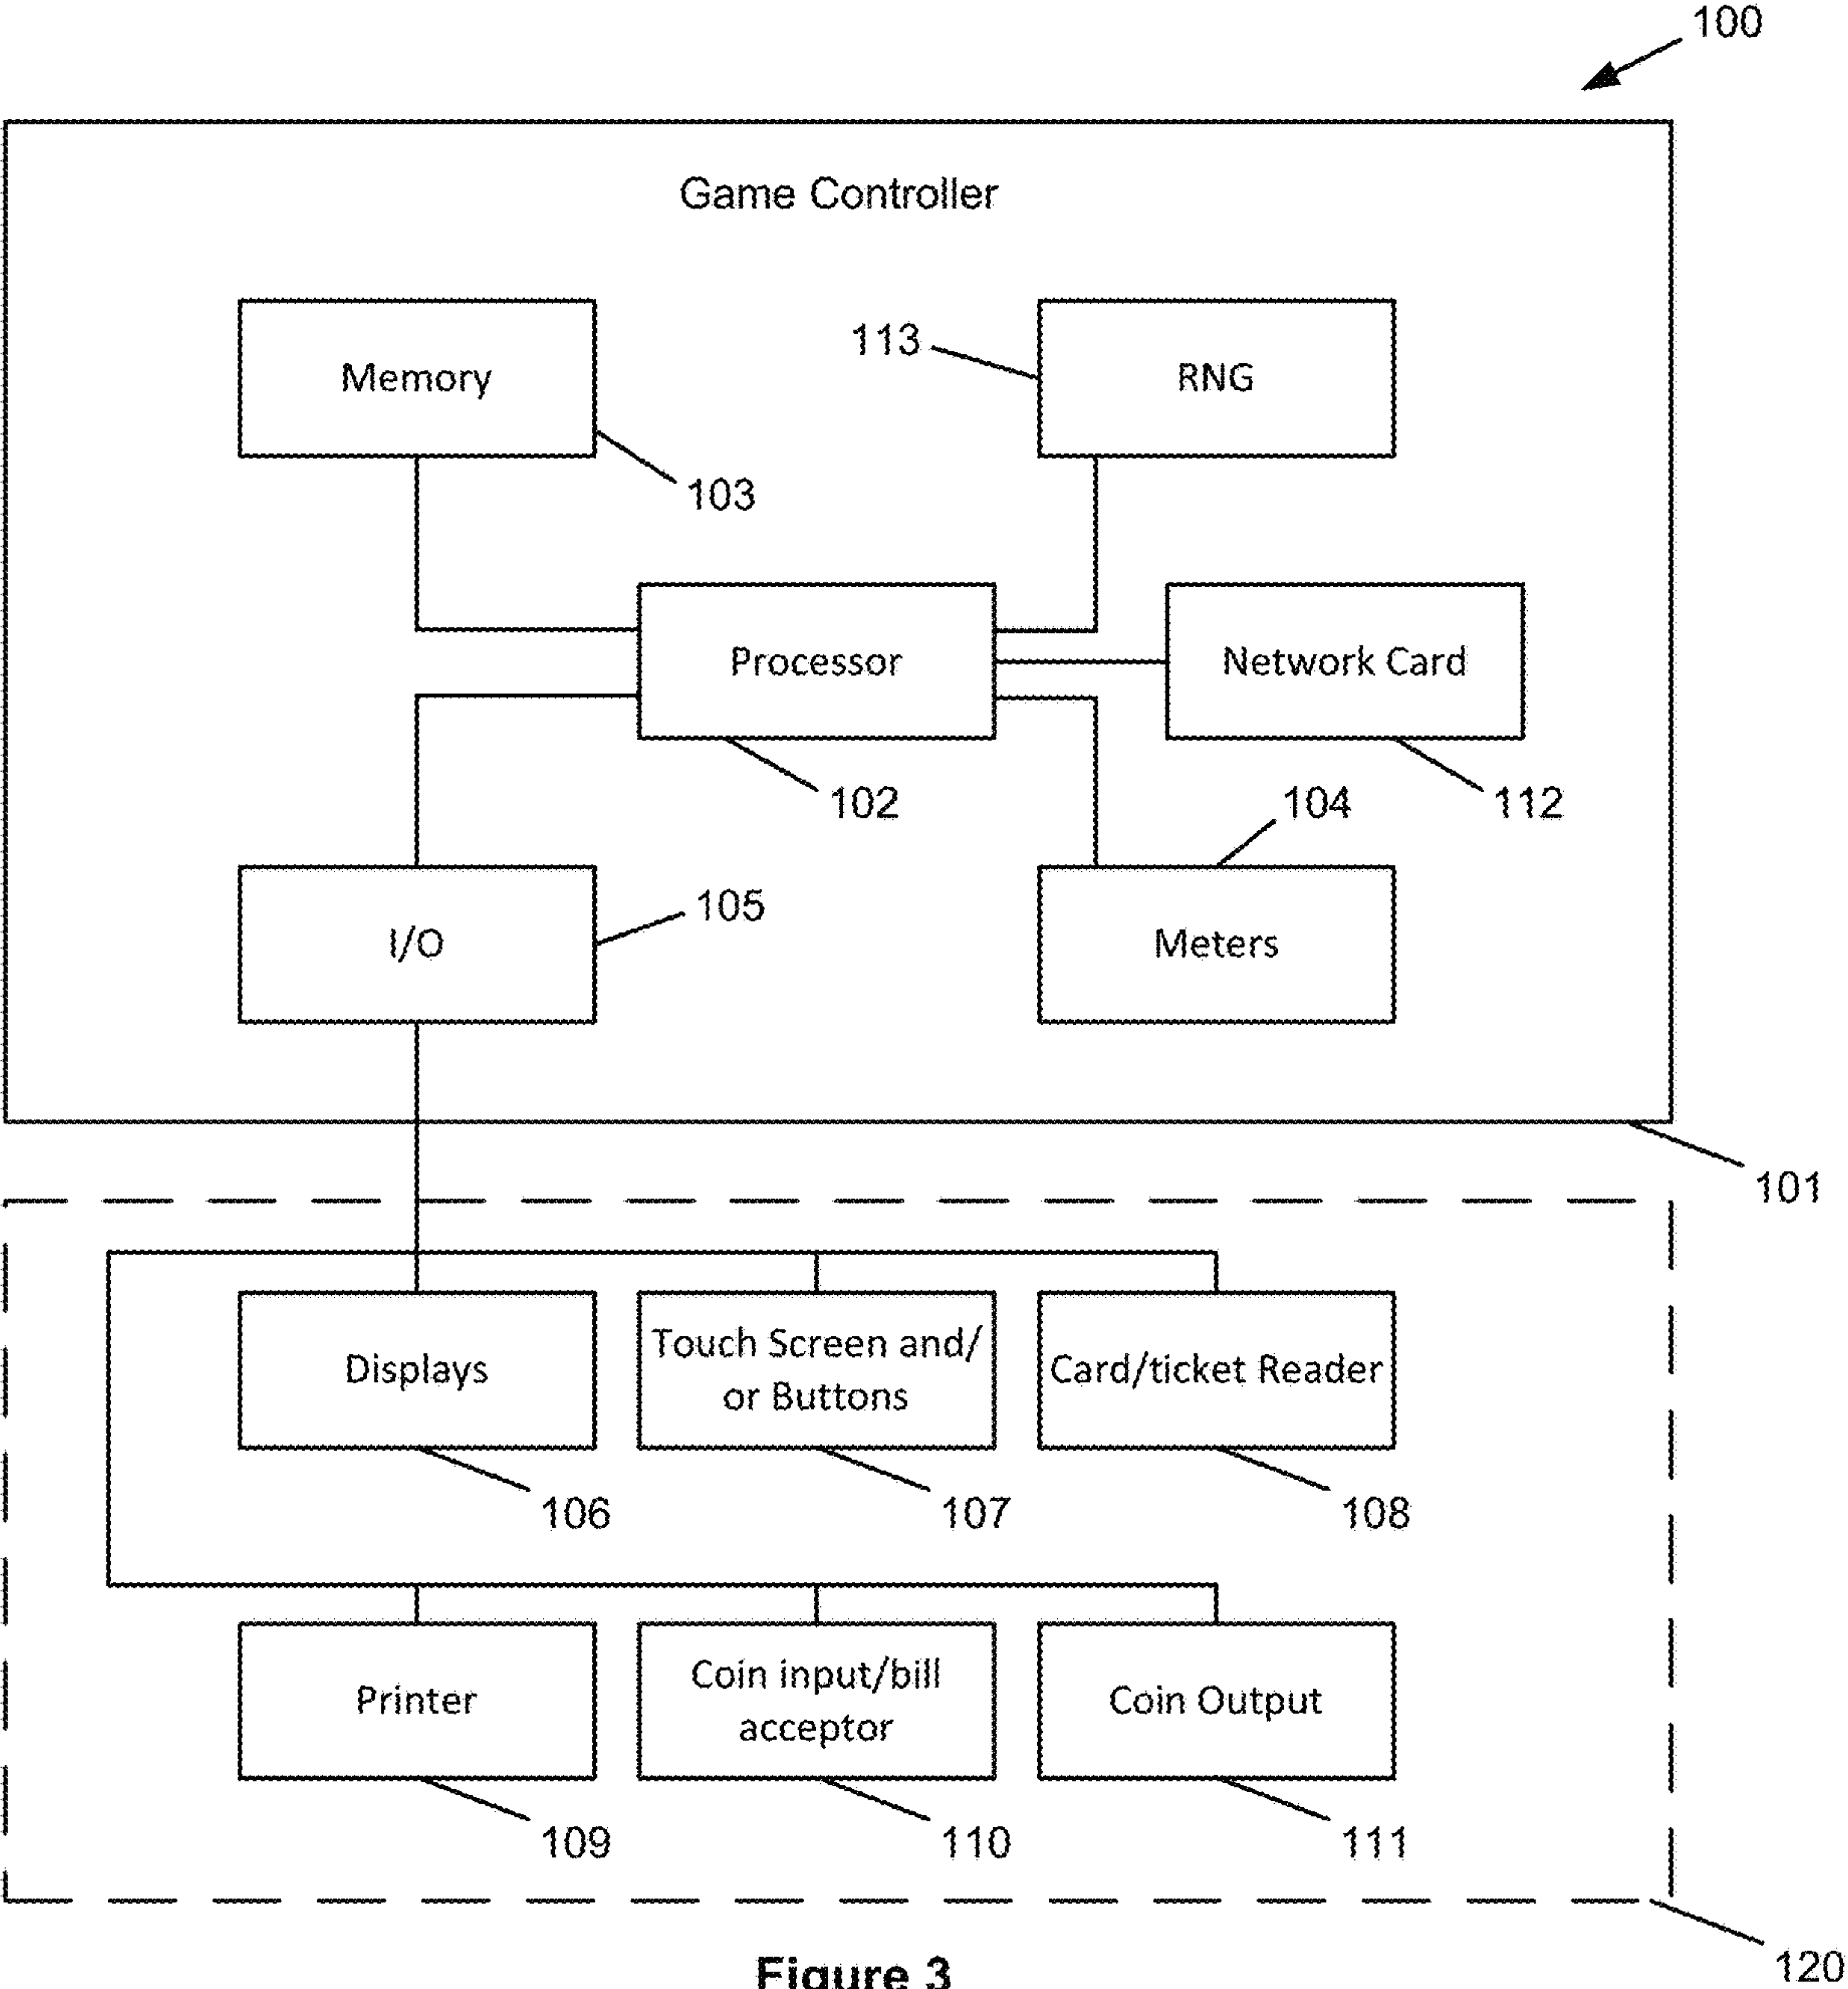 100
Game Controller
Memory
113
RNG
103
Processor
Network Card
102
104
112
105
I/O
Meters
101
Displays
Touch Screen and/
or Buttons
Card/ticket Reader
106
107
108
Printer
Coin input/bill
acceptor
Coin Output
109
110
111
120
Figure 3